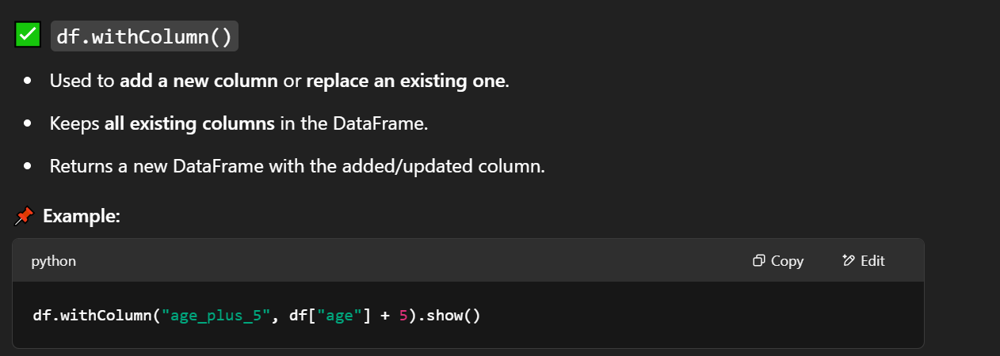 ✅ df.withColumn()
• Used to add a new column or replace an existing one.
• Keeps all existing columns in the DataFrame.
• Returns a new DataFrame with the added/updated column.
📌 Example:
python Copy Edit
df.withColumn("age_plus_5", df["age"] + 5).show()